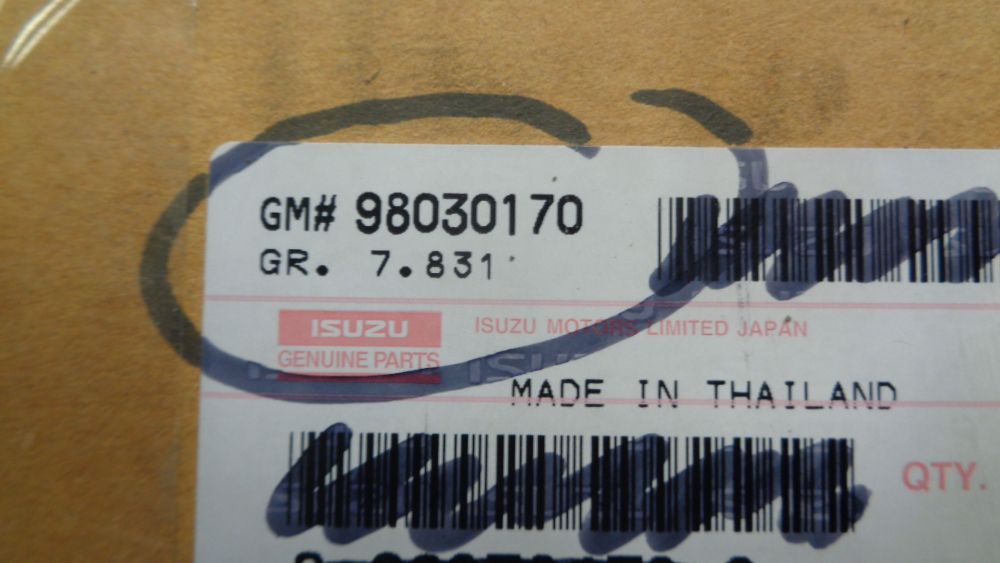 GM# 98030170
GR. 7.831
ISUZU
GENUINE PARTS
ISUZU MOTORS LIMITED JAPAN
MADE IN THAILAND
QTY.